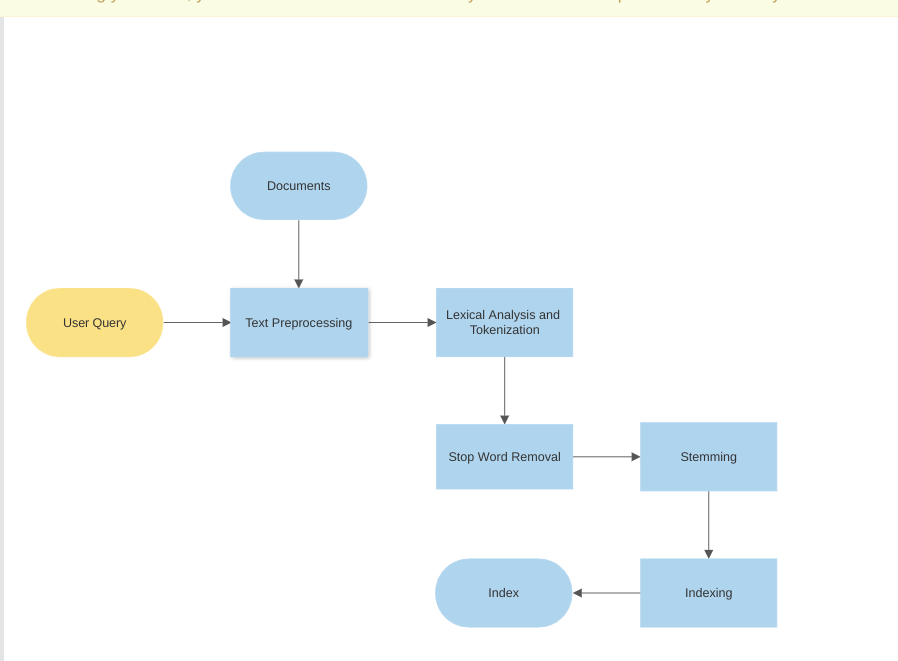 Documents
User Query
Text Preprocessing
Lexical Analysis and
Tokenization
Stop Word Removal
Stemming
Index
Indexing